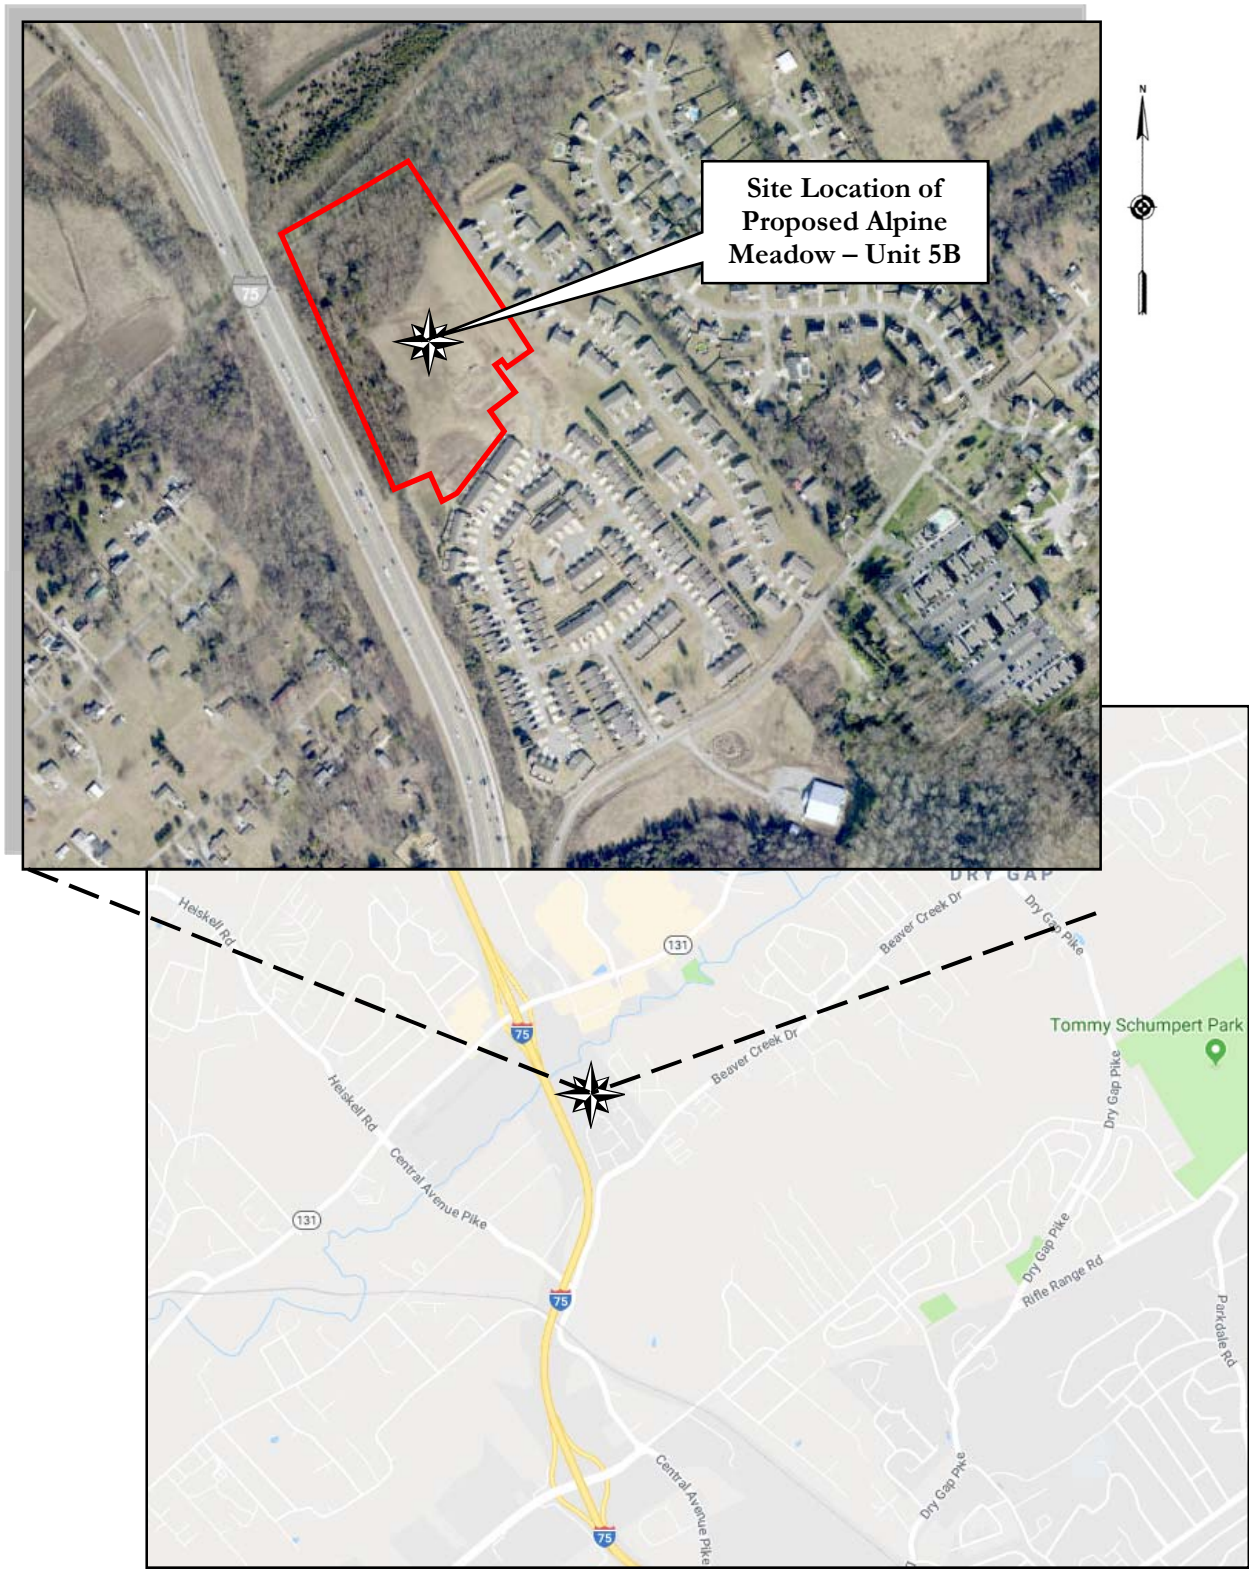 N
Site Location of
Proposed Alpine
Meadow – Unit 5B
75
DRY GAP
Heiskell Rd
Beaver Creek Dr
Dry Gap Pike
131
75
Tommy Schumpert Park
Beaver Creek Dr
Dry Gap Pike
Heiskell Rd
Central Avenue Pike
131
Dry Gap Pike
Rifle Range Rd
75
Parkdale Rd
Central Avenue Pike
Dry Gap Pike
75